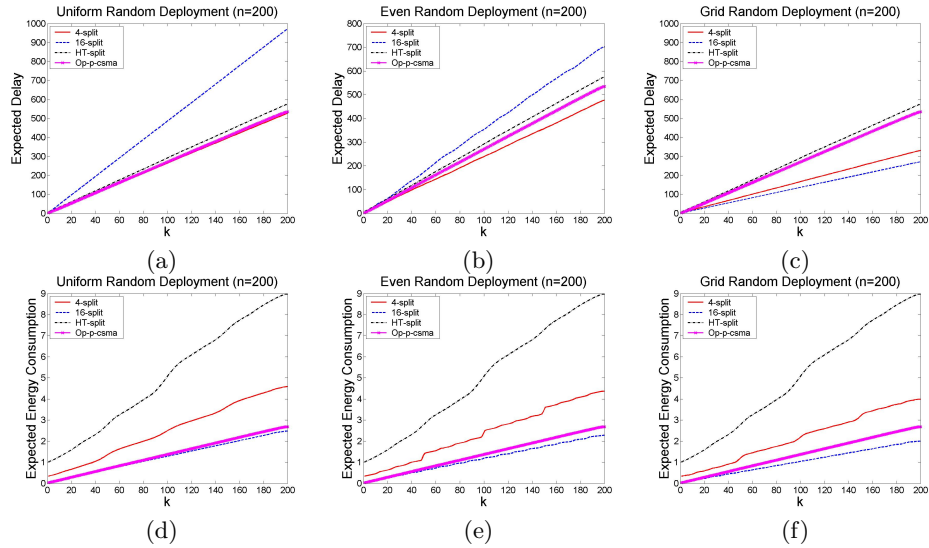 Uniform Random Deployment (n=200)
Expected Delay
1000
900
800
700
600
500
400
300
200
100
0
4-split
16-split
HT-split
Op-p-csma
0 20 40 60 80 100 120 140 160 180 200
k
(a)
Even Random Deployment (n=200)
Expected Delay
800
700
600
500
400
300
200
100
0
4-split
16-split
HT-split
Op-p-csma
0 20 40 60 80 100 120 140 160 180 200
k
(b)
Grid Random Deployment (n=200)
Expected Delay
1000
900
800
700
600
500
400
300
200
100
0
4-split
16-split
HT-split
Op-p-csma
0 20 40 60 80 100 120 140 160 180 200
k
(c)
Uniform Random Deployment (n=200)
Expected Energy Consumption
9
8
7
6
5
4
3
2
1
0
4-split
16-split
HT-split
Op-p-csma
0 20 40 60 80 100 120 140 160 180 200
k
(d)
Even Random Deployment (n=200)
Expected Energy Consumption
9
8
7
6
5
4
3
2
1
0
4-split
16-split
HT-split
Op-p-csma
0 20 40 60 80 100 120 140 160 180 200
k
(e)
Grid Random Deployment (n=200)
Expected Energy Consumption
9
8
7
6
5
4
3
2
1
0
4-split
16-split
HT-split
Op-p-csma
0 20 40 60 80 100 120 140 160 180 200
k
(f)